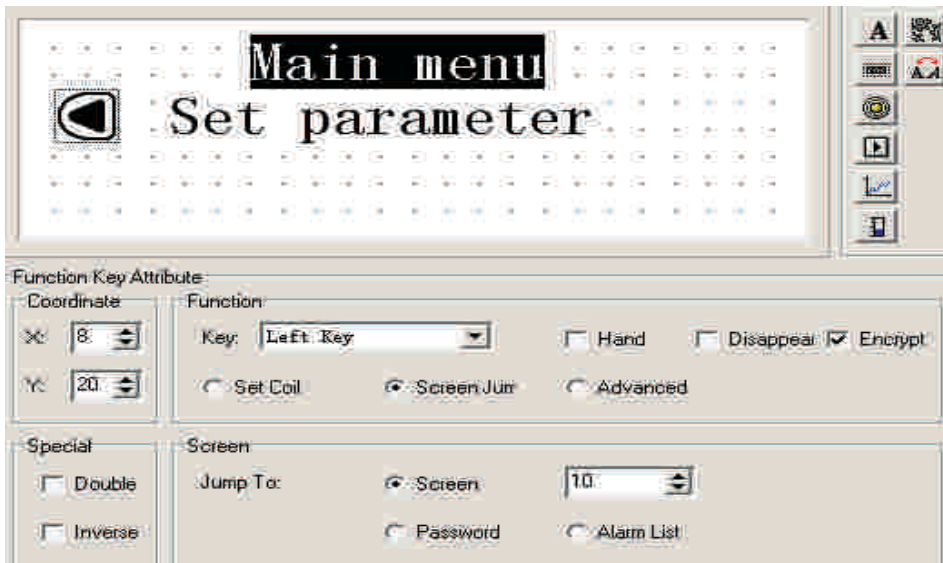 Main menu
Set parameter
A
Function Key Attribute
Coordinate
Function
X: 8
Key: Left Key
Hand
Disappear
Encrypt
Y: 20
Set Coil
Screen Jum
Advanced
Special
Screen
Double
Jump To:
Screen
10
Inverse
Password
Alarm List